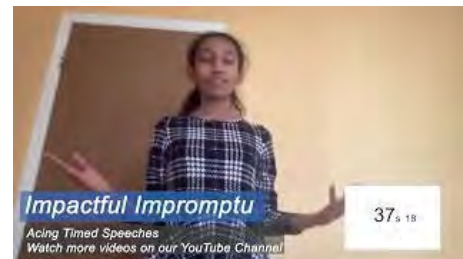 Impactful Impromptu
Acing Timed Speeches
Watch more videos on our YouTube Channel
37s 18